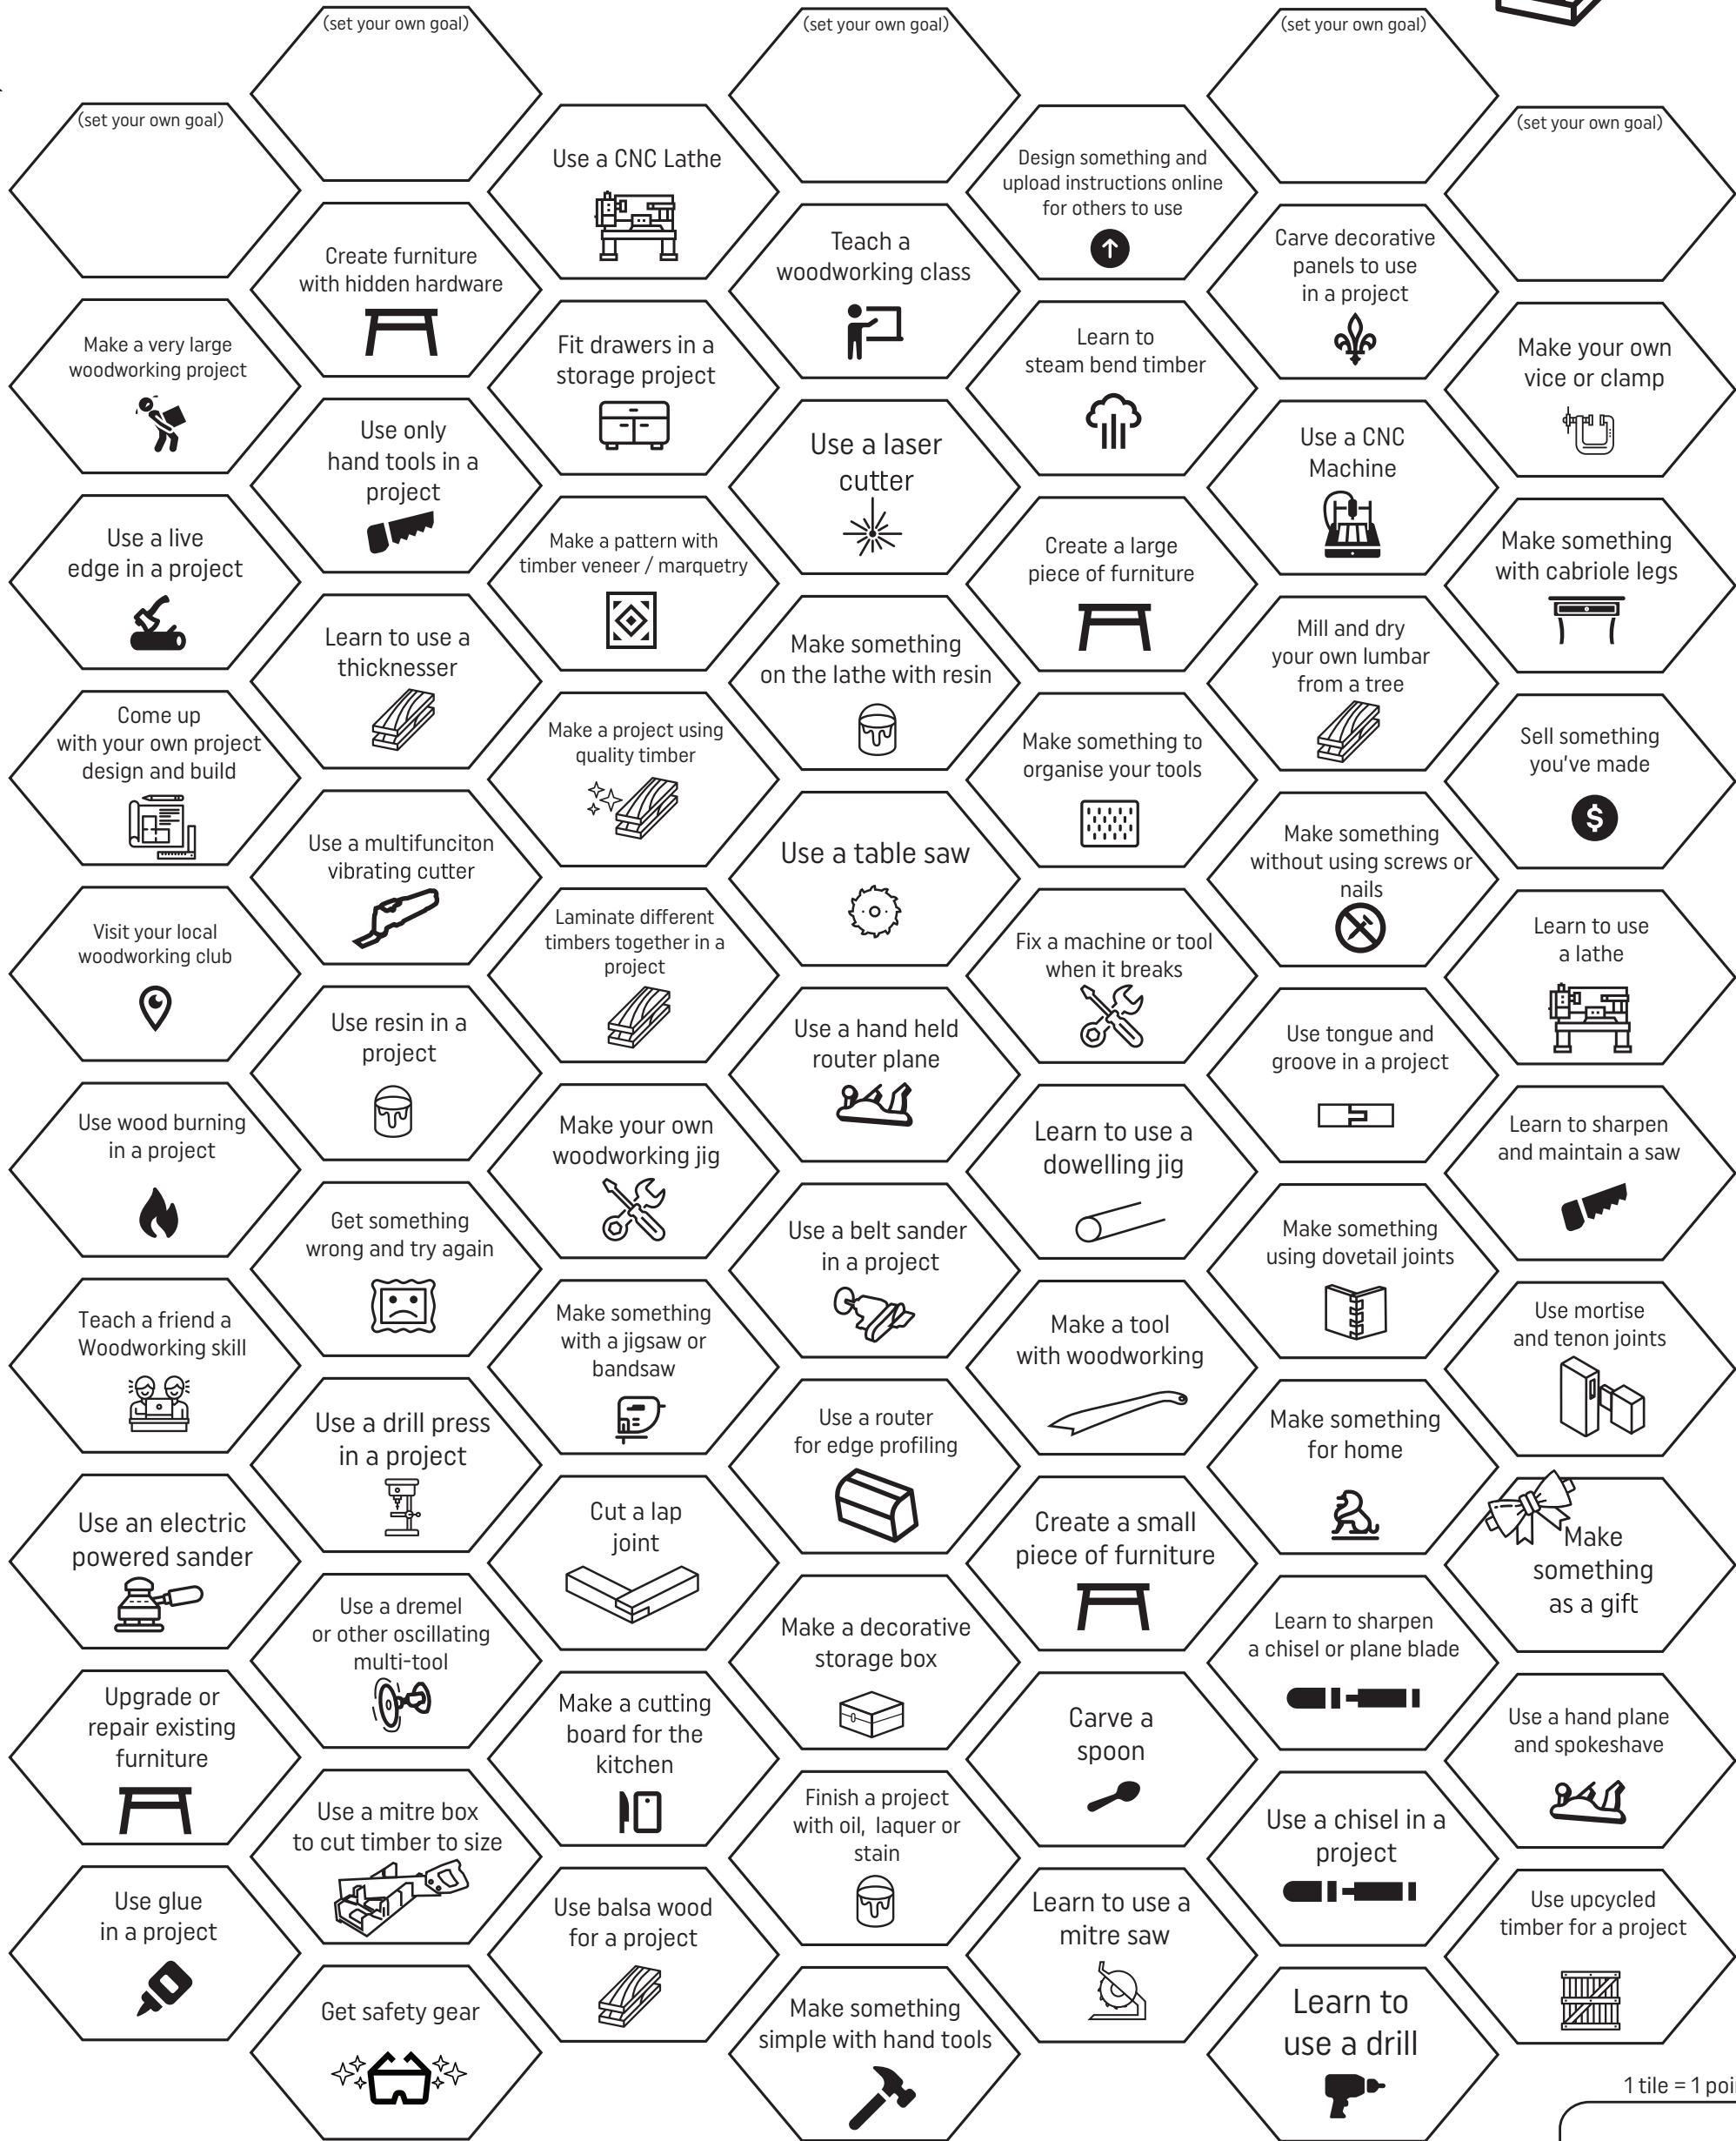 (set your own goal)
(set your own goal)
(set your own goal)
(set your own goal)
(set your own goal)
Use a CNC Lathe
Design something and
upload instructions online
for others to use
Create furniture
with hidden hardware
Teach a
woodworking class
Carve decorative
panels to use
in a project
Make a very large
woodworking project
Fit drawers in a
storage project
Learn to
steam bend timber
Make your own
vice or clamp
Use only
hand tools in a
project
Use a laser
cutter
Use a CNC
Machine
Use a live
edge in a project
Make a pattern with
timber veneer / marquetry
Create a large
piece of furniture
Make something
with cabriole legs
Learn to use a
thicknesser
Make something
on the lathe with resin
Mill and dry
your own lumbar
from a tree
Come up
with your own project
design and build
Make a project using
quality timber
Make something to
organise your tools
Sell something
you've made
$
Use a multifunciton
vibrating cutter
Use a table saw
Make something
without using screws or
nails
Visit your local
woodworking club
Laminate different
timbers together in a
project
Fix a machine or tool
when it breaks
Learn to use
a lathe
Use resin in a
project
Use a hand held
router plane
Use tongue and
groove in a project
Use wood burning
in a project
Make your own
woodworking jig
Learn to use a
dowelling jig
Learn to sharpen
and maintain a saw
Get something
wrong and try again
Use a belt sander
in a project
Make something
using dovetail joints
Teach a friend a
Woodworking skill
Make something
with a jigsaw or
bandsaw
Make a tool
with woodworking
Use mortise
and tenon joints
Use a drill press
in a project
Use a router
for edge profiling
Make something
for home
Use an electric
powered sander
Cut a lap
joint
Create a small
piece of furniture
Make
something
as a gift
Use a dremel
or other oscillating
multi-tool
Make a decorative
storage box
Learn to sharpen
a chisel or plane blade
Upgrade or
repair existing
furniture
Make a cutting
board for the
kitchen
Carve a
spoon
Use a hand plane
and spokeshave
Use a mitre box
to cut timber to size
Finish a project
with oil, laquer or
stain
Use a chisel in a
project
Use glue
in a project
Use balsa wood
for a project
Learn to use a
mitre saw
Use upcycled
timber for a project
Get safety gear
Make something
simple with hand tools
Learn to
use a drill
1 tile = 1 poi